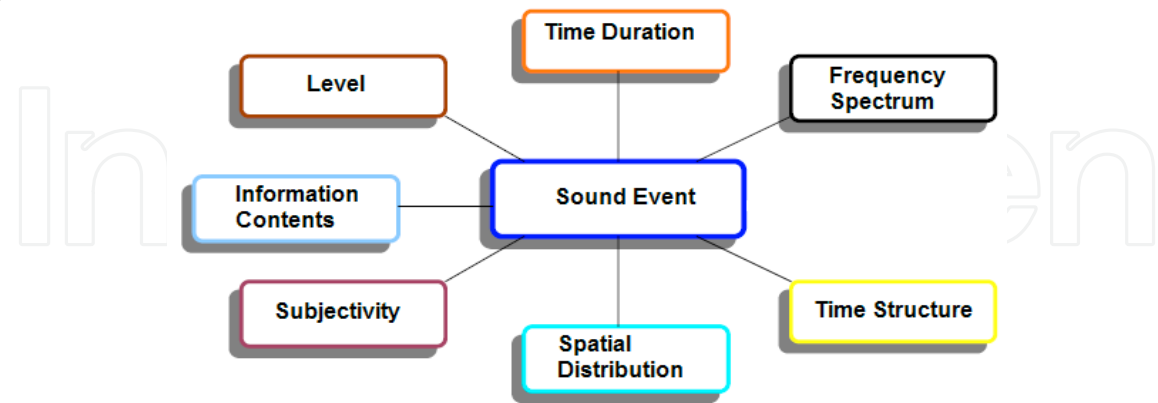 Time Duration
Level
Frequency
Spectrum
Information
Contents
Sound Event
Subjectivity
Time Structure
Spatial
Distribution